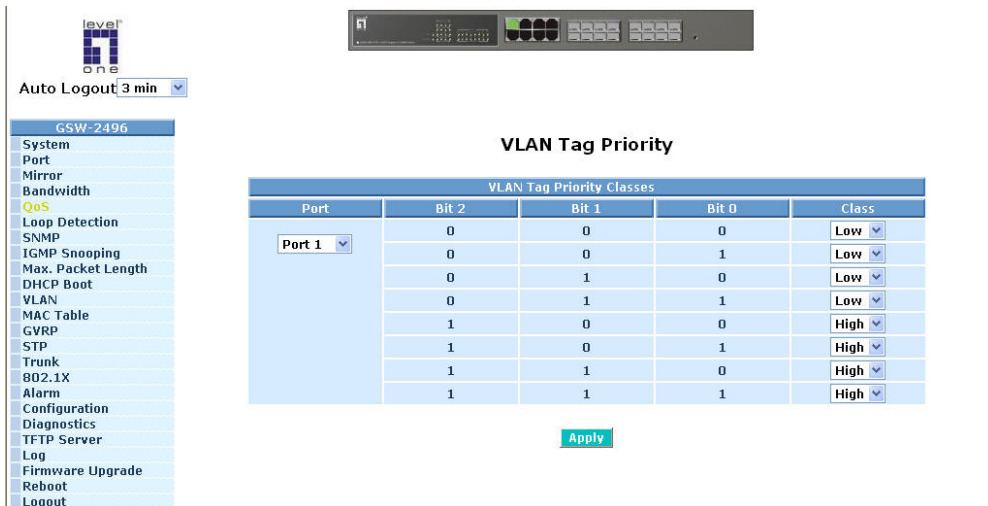 level
one
Auto Logout 3 min
GSW-2496
System
Port
Mirror
Bandwidth
QoS
Loop Detection
SNMP
IGMP Snooping
Max. Packet Length
DHCP Boot
VLAN
MAC Table
GVRP
STP
Trunk
802.1X
Alarm
Configuration
Diagnostics
TFTP Server
Log
Firmware Upgrade
Reboot
Logout
VLAN Tag Priority
VLAN Tag Priority Classes
Port Bit 2 Bit 1 Bit 0 Class
Port 1
0 0 0 Low
0 0 1 Low
0 1 0 Low
0 1 1 Low
1 0 0 High
1 0 1 High
1 1 0 High
1 1 1 High
Apply